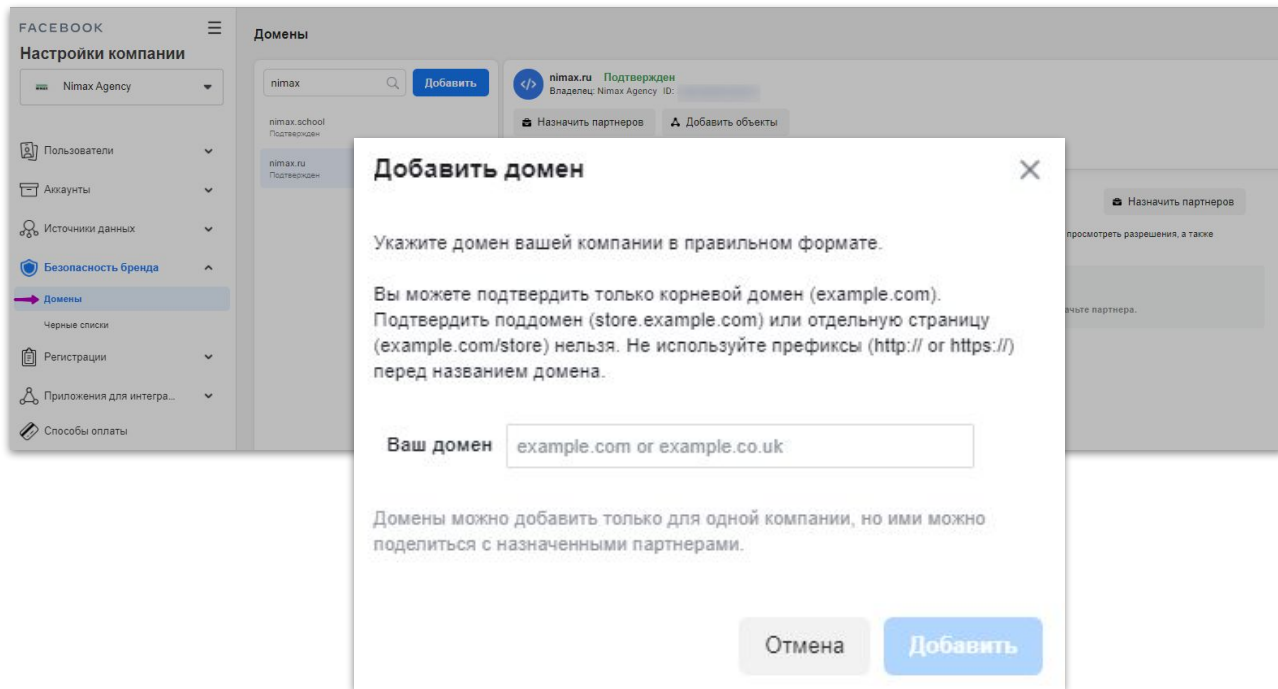 FACEBOOK
Настройки компании
Nimax Agency
Пользователи
Аккаунты
Источники данных
Безопасность бренда
Домены
Черные списки
Регистрации
Приложения для интегра...
Способы оплаты
Домены
nimax
Добавить
nimax.school
Подтвержден
nimax.ru
Подтвержден
nimax.ru Подтвержден
Владелец: Nimax Agency ID:
Назначить партнеров
Добавить объекты
Назначить партнеров
просмотреть разрешения, а также
партнера.
Добавить домен
Укажите домен вашей компании в правильном формате.
Вы можете подтвердить только корневой домен (example.com).
Подтвердить поддомен (store.example.com) или отдельную страницу
(example.com/store) нельзя. Не используйте префиксы (http:// or https://)
перед названием домена.
Ваш домен
example.com or example.co.uk
Домены можно добавить только для одной компании, но ими можно
поделиться с назначенными партнерами.
Отмена
Добавить